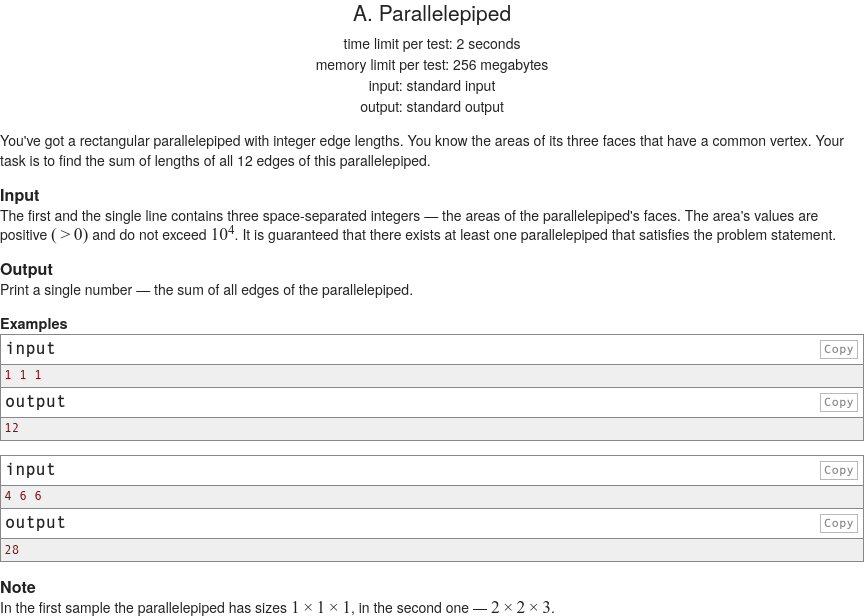 A. Parallelepiped
time limit per test: 2 seconds
memory limit per test: 256 megabytes
input: standard input
output: standard output
You've got a rectangular parallelepiped with integer edge lengths. You know the areas of its three faces that have a common vertex. Your
task is to find the sum of lengths of all 12 edges of this parallelepiped.
Input
The first and the single line contains three space-separated integers — the areas of the parallelepiped's faces. The area's values are
positive ( > 0) and do not exceed 10⁴. It is guaranteed that there exists at least one parallelepiped that satisfies the problem statement.
Output
Print a single number — the sum of all edges of the parallelepiped.
Examples
input Copy
1 1 1
output Copy
12
input Copy
4 6 6
output Copy
28
Note
In the first sample the parallelepiped has sizes 1 × 1 × 1, in the second one — 2 × 2 × 3.